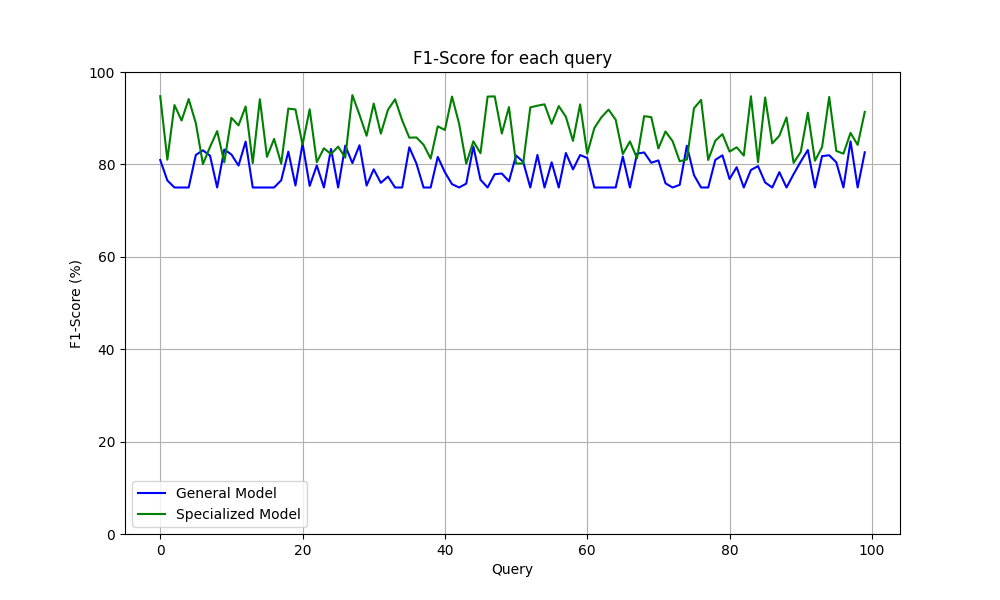 F1-Score for each query
100
80
60
40
20
0
F1-Score (%)
General Model
Specialized Model
0 20 40 60 80 100
Query